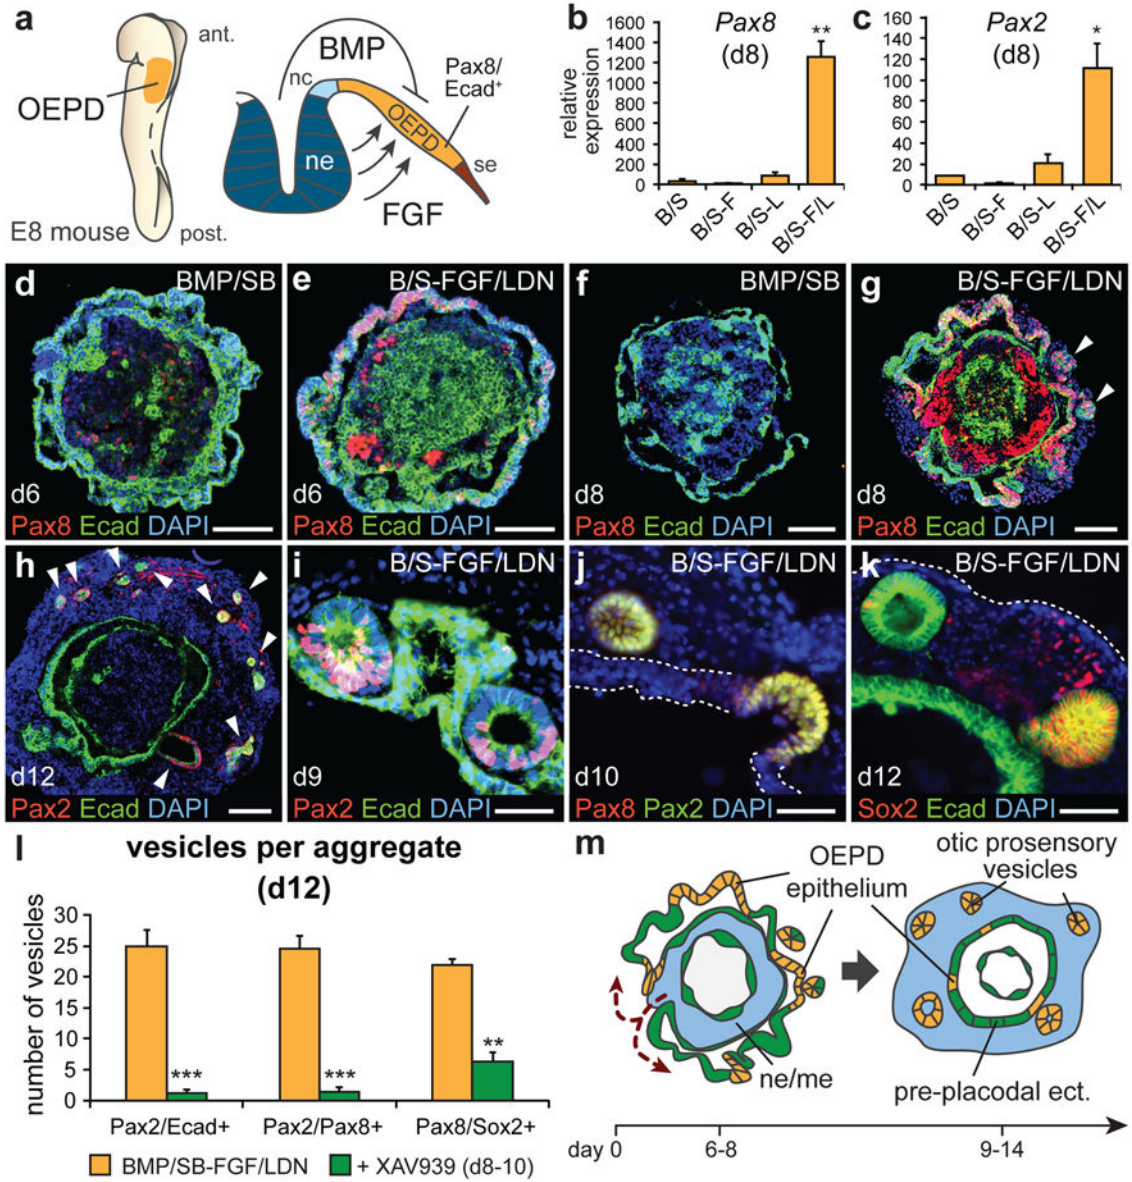 a
ant.
OEPD
E8 mouse
post.
BMP
nc
Pax8/
Ecad⁺
OEPD
ne
se
FGF
b
Pax8
(d8)
relative
expression
1600
1400
1200
1000
800
600
400
200
0
**
B/S
B/S-F
B/S-L
B/S-F/L
c
Pax2
(d8)
160
140
120
100
80
60
40
20
0
*
B/S
B/S-F
B/S-L
B/S-F/L
d
BMP/SB
d6
Pax8 Ecad DAPI
e
B/S-FGF/LDN
d6
Pax8 Ecad DAPI
f
BMP/SB
d8
Pax8 Ecad DAPI
g
B/S-FGF/LDN
d8
Pax8 Ecad DAPI
h
d12
Pax2 Ecad DAPI
i
B/S-FGF/LDN
d9
Pax2 Ecad DAPI
j
B/S-FGF/LDN
d10
Pax8 Pax2 DAPI
k
B/S-FGF/LDN
d12
Sox2 Ecad DAPI
l
vesicles per aggregate
(d12)
number of vesicles
30
25
20
15
10
5
0
***
***
**
Pax2/Ecad+
Pax2/Pax8+
Pax8/Sox2+
BMP/SB-FGF/LDN
+ XAV939 (d8-10)
m
OEPD
epithelium
otic prosensory
vesicles
ne/me
pre-placodal ect.
day 0
6-8
9-14